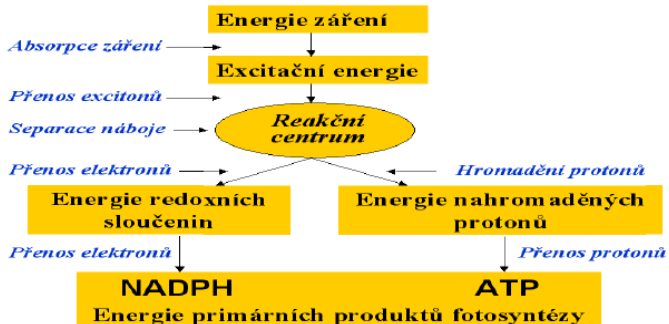 Energie záření
Absorpce záření
Excitační energie
Přenos excitonů
Reakční
centrum
Separace náboje
Přenos elektronů
Hromadění protonů
Energie redoxních
sloučenin
Energie nahromaděných
protonů
Přenos elektronů
Přenos protonů
NADPH
ATP
Energie primárních produktů fotosyntézy